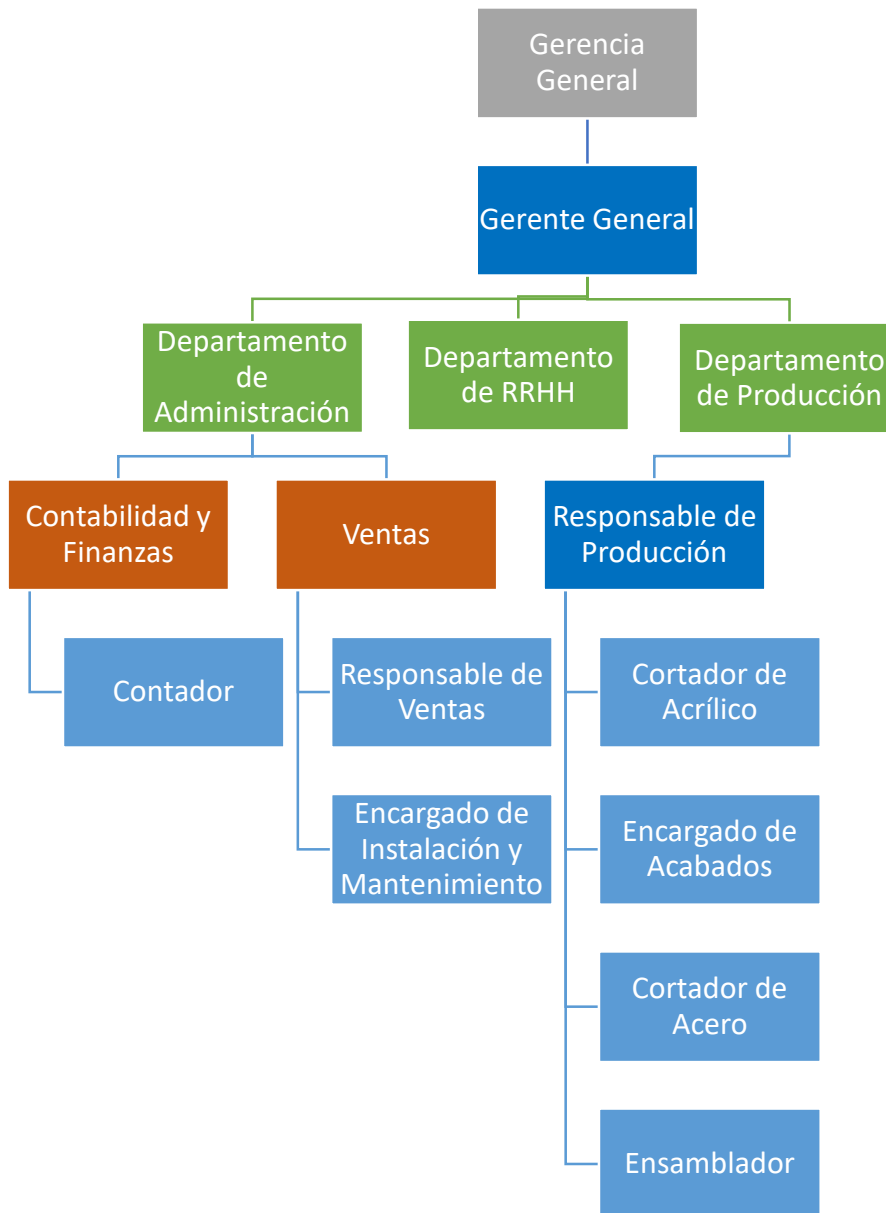 Gerencia
General
Gerente General
Departamento
de
Administración
Departamento
de RRHH
Departamento
de Producción
Contabilidad y
Finanzas
Ventas
Responsable de
Producción
Contador
Responsable de
Ventas
Cortador de
Acrílico
Encargado de
Instalación y
Mantenimiento
Encargado de
Acabados
Cortador de
Acero
Ensamblador